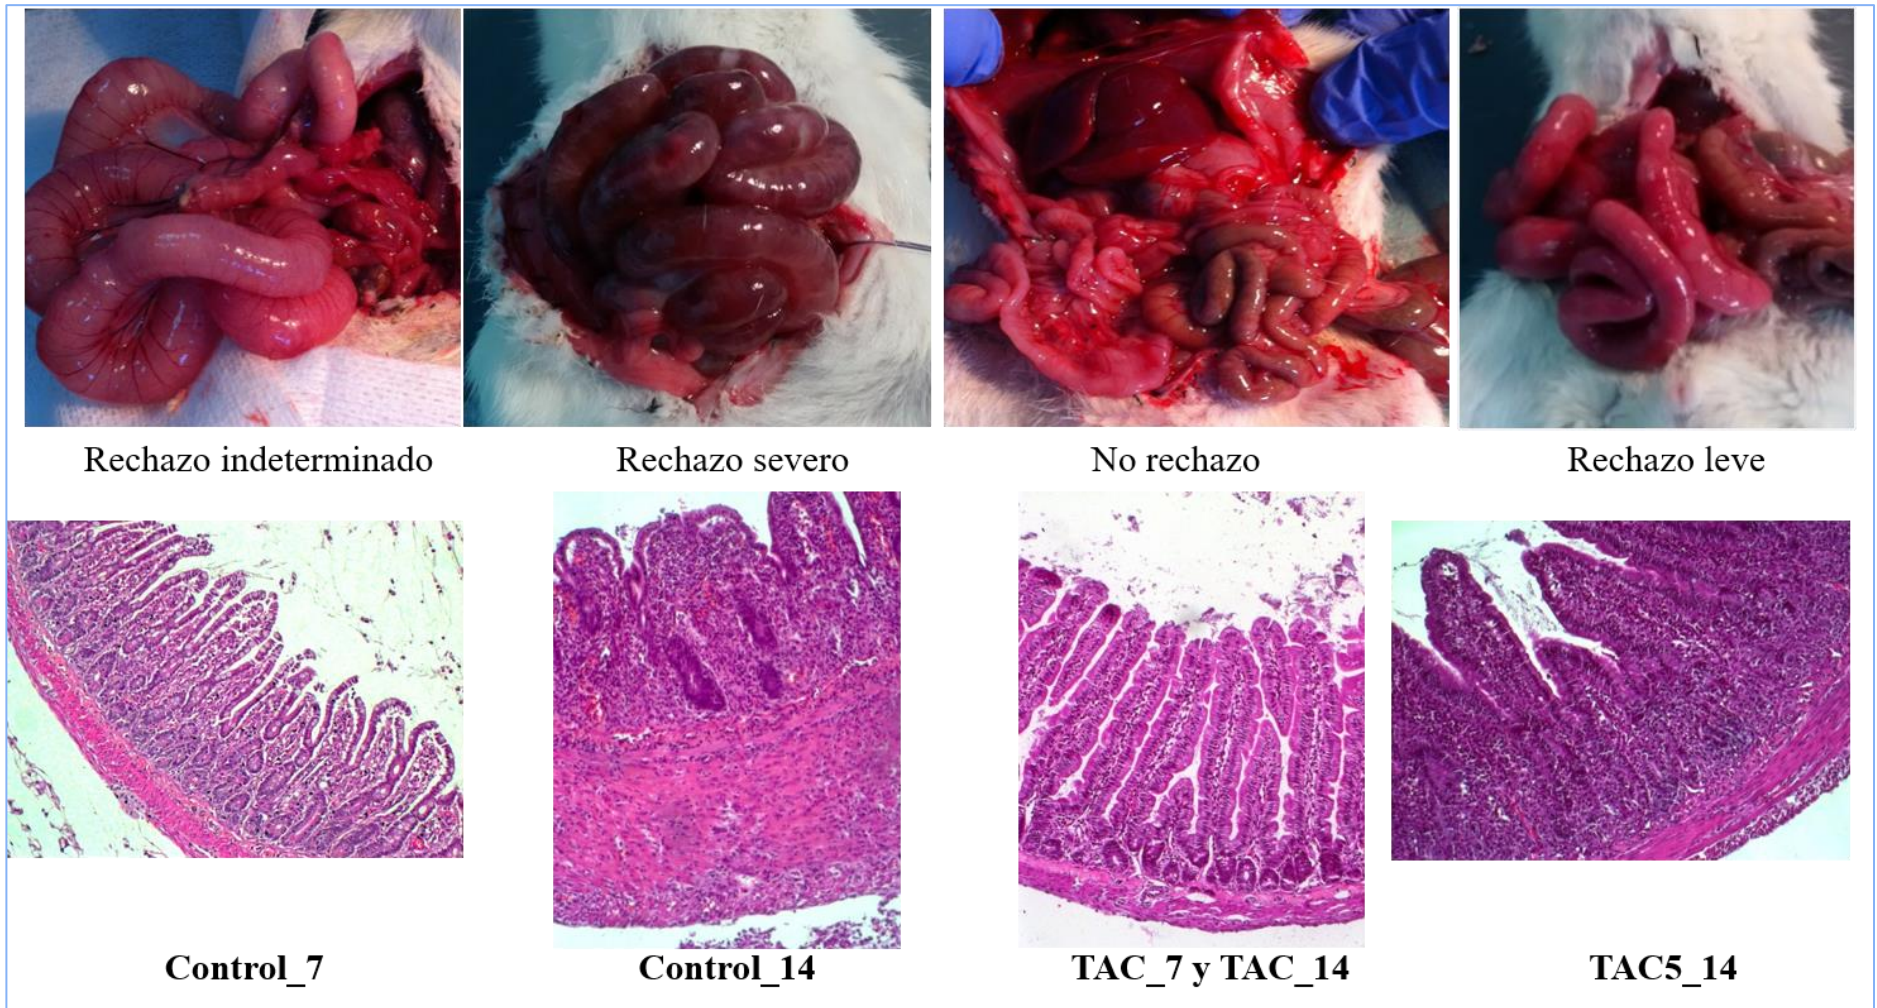 Rechazo indeterminado
Rechazo severo
No rechazo
Rechazo leve
Control_7
Control_14
TAC_7 y TAC_14
TAC5_14